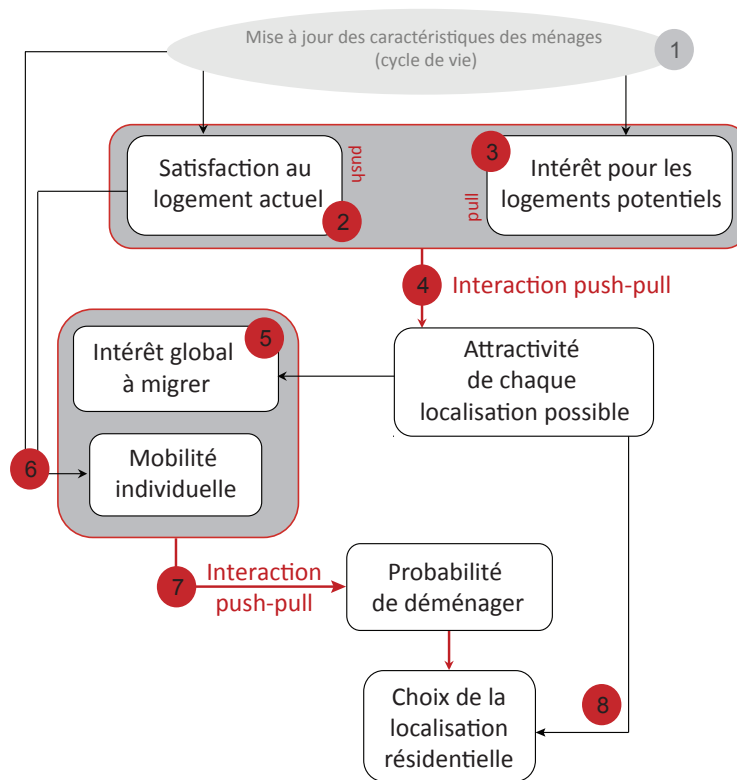 Mise à jour des caractéristiques des ménages
(cycle de vie)
1
Satisfaction au
logement actuel
push
2
3
Intérêt pour les
logements potentiels
pull
4
Interaction push-pull
5
Intérêt global
à migrer
Attractivité
de chaque
localisation possible
6
Mobilité
individuelle
7
Interaction
push-pull
Probabilité
de déménager
8
Choix de la
localisation
résidentielle